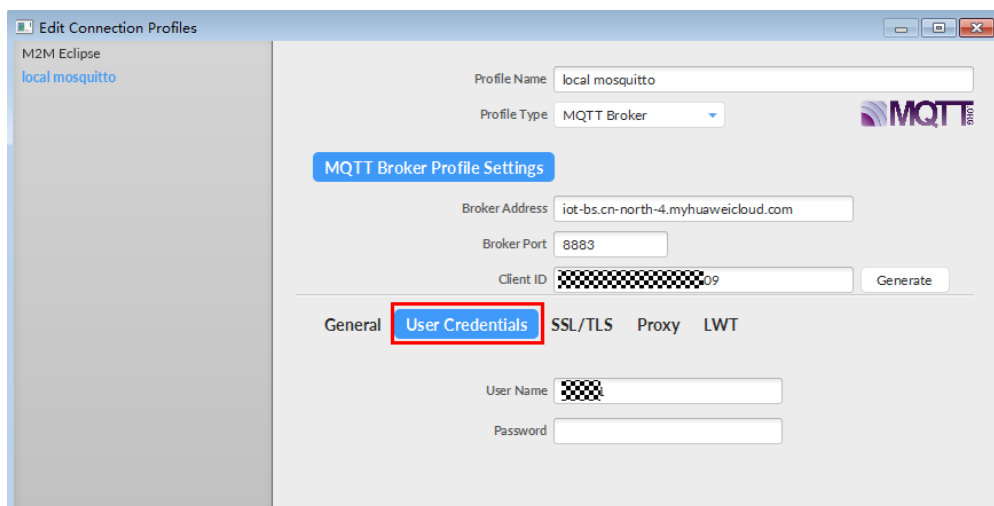 Edit Connection Profiles
M2M Eclipse
local mosquitto
Profile Name local mosquitto
Profile Type MQTT Broker
MQTT .ORG
MQTT Broker Profile Settings
Broker Address iot-bs.cn-north-4.myhuaweicloud.com
Broker Port 8883
Client ID 09 Generate
General User Credentials SSL/TLS Proxy LWT
User Name
Password